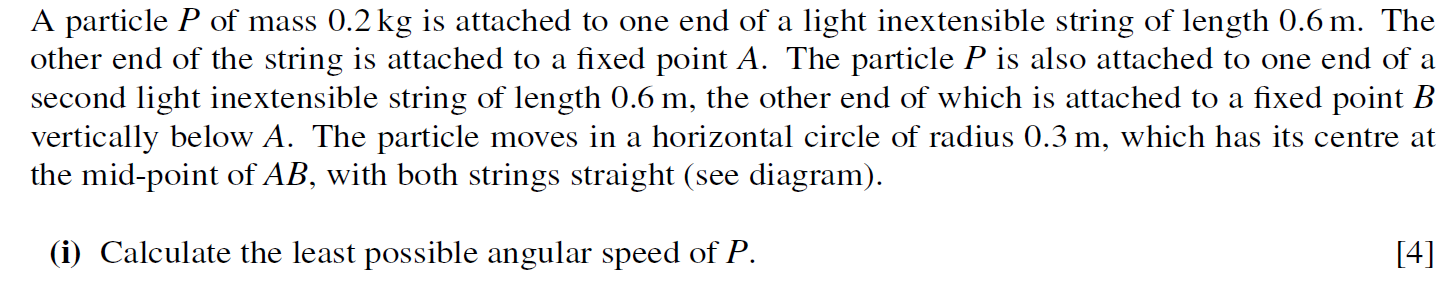 A particle P of mass 0.2 kg is attached to one end of a light inextensible string of length 0.6 m. The
other end of the string is attached to a fixed point A. The particle P is also attached to one end of a
second light inextensible string of length 0.6 m, the other end of which is attached to a fixed point B
vertically below A. The particle moves in a horizontal circle of radius 0.3 m, which has its centre at
the mid-point of AB, with both strings straight (see diagram).
(i) Calculate the least possible angular speed of P. [4]